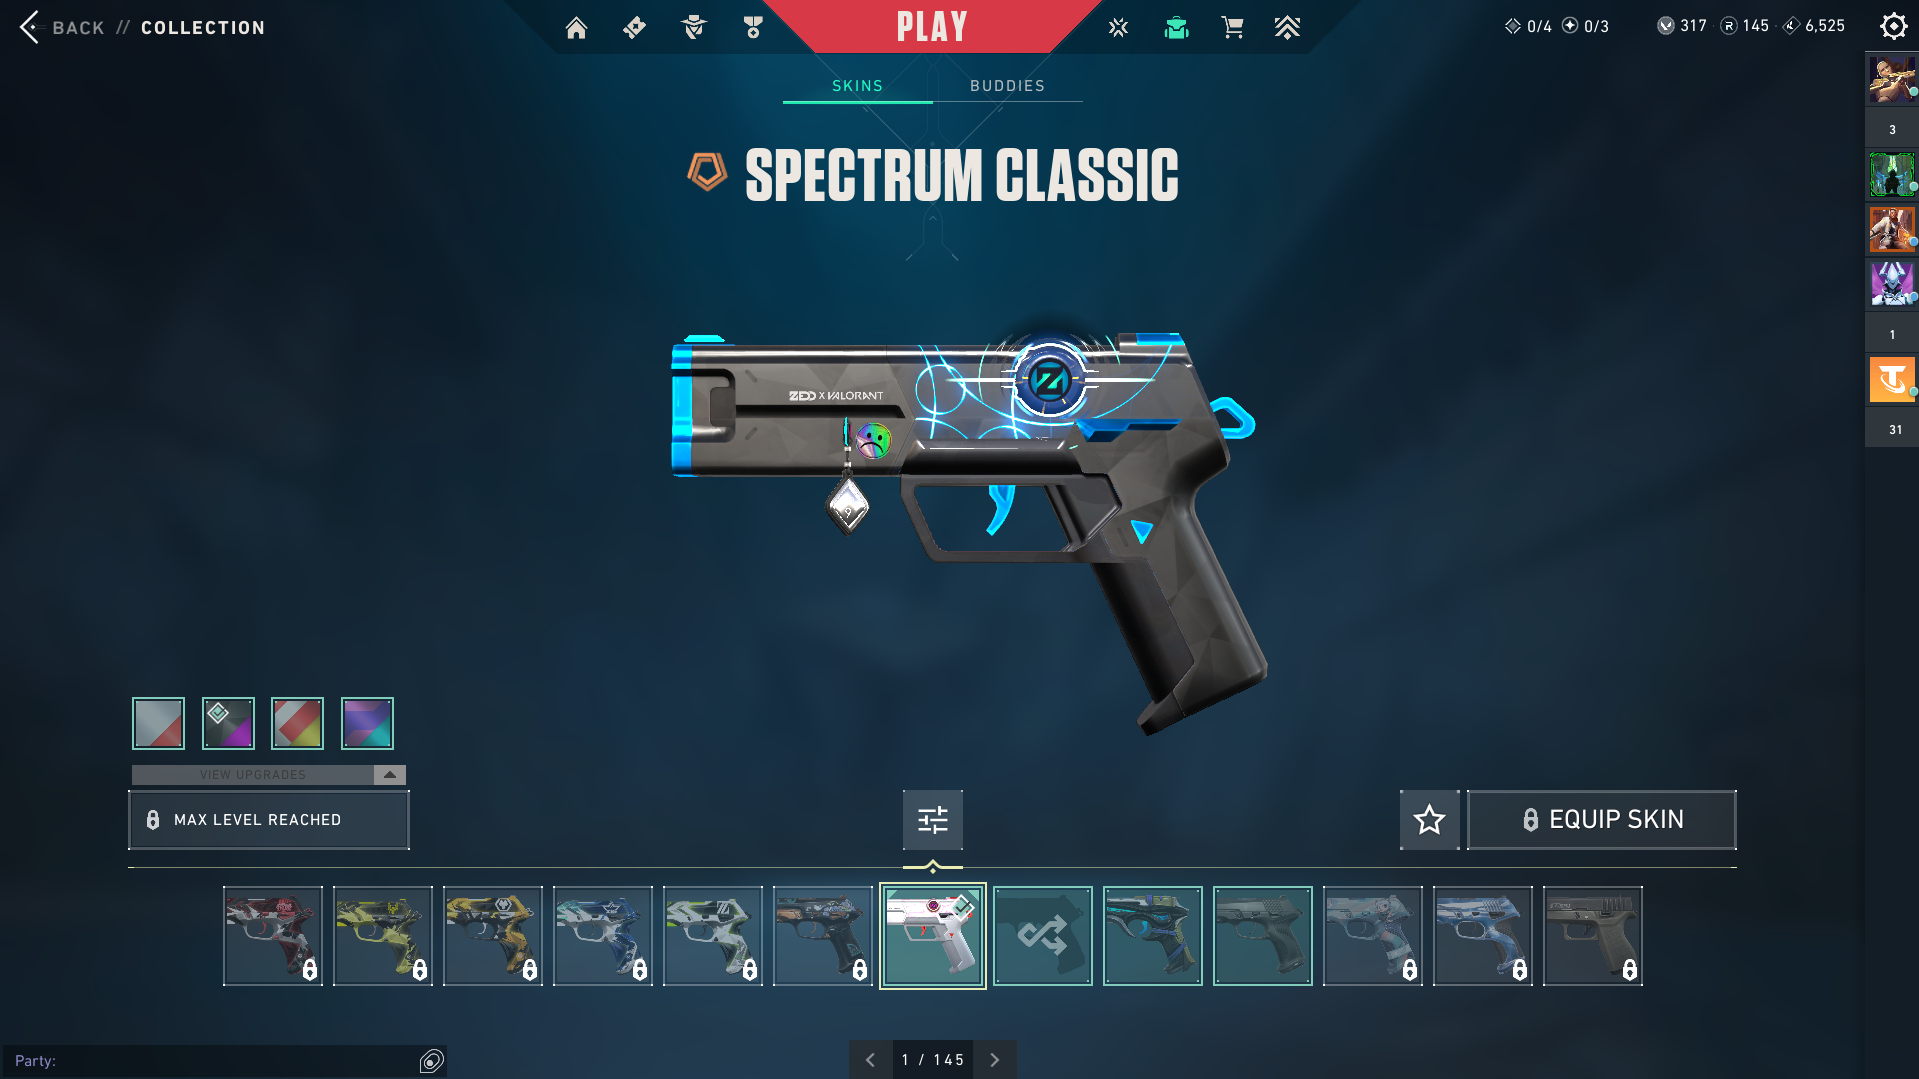 BACK // COLLECTION
PLAY
0/4 0/3 317 R 145 6,525
SKINS BUDDIES
SPECTRUM CLASSIC
ZEDD X VALORANT
9
3
1
31
VIEW UPGRADES
MAX LEVEL REACHED
EQUIP SKIN
Party:
1 / 145